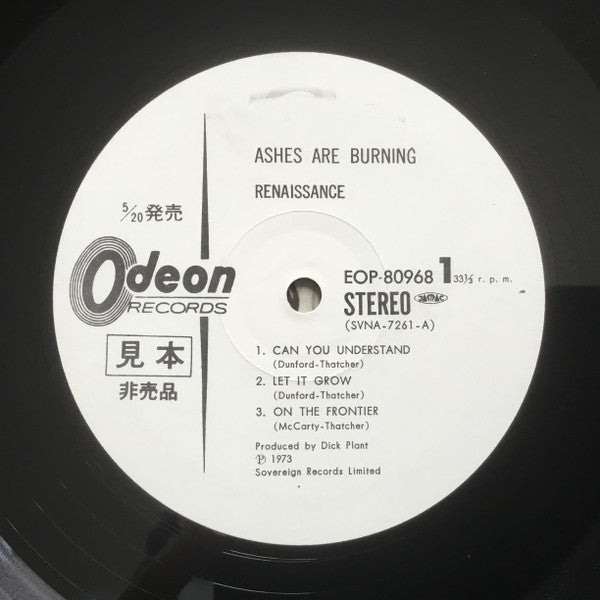 ASHES ARE BURNING
RENAISSANCE
5/20 発売
Odeon
RECORDS
見本
非売品
EOP-80968 1 33⅓ r. p. m.
STEREO
(SVNA-7261-A)
1. CAN YOU UNDERSTAND
(Dunford-Thatcher)
2. LET IT GROW
(Dunford-Thatcher)
3. ON THE FRONTIER
(McCarty-Thatcher)
Produced by Dick Plant
℗ 1973
Sovereign Records Limited